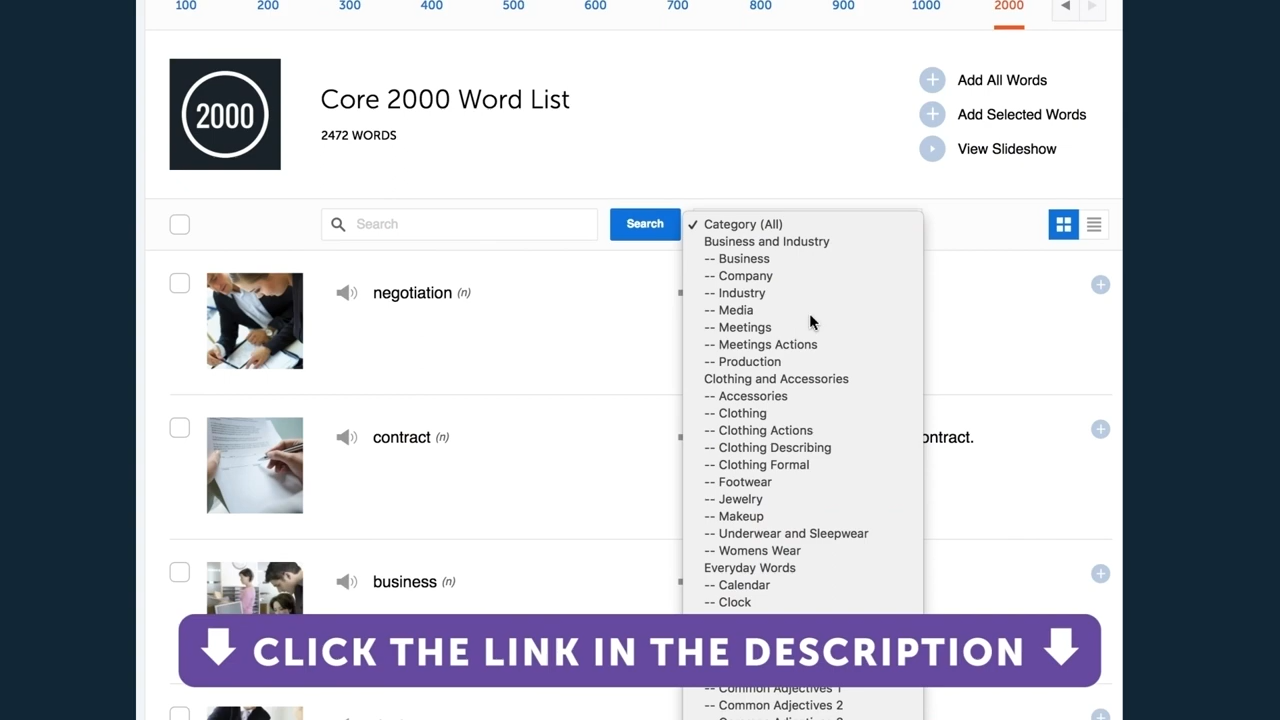 100 200 300 400 500 600 700 800 900 1000 2000
2000
Core 2000 Word List
2472 WORDS
Add All Words
Add Selected Words
View Slideshow
Search
Search
Category (All)
Business and Industry
-- Business
-- Company
-- Industry
-- Media
-- Meetings
-- Meetings Actions
-- Production
Clothing and Accessories
-- Accessories
-- Clothing
-- Clothing Actions
-- Clothing Describing
-- Clothing Formal
-- Footwear
-- Jewelry
-- Makeup
-- Underwear and Sleepwear
-- Womens Wear
Everyday Words
-- Calendar
-- Clock
negotiation (n)
contract (n)
ontract.
business (n)
CLICK THE LINK IN THE DESCRIPTION
-- Common Adjectives 1
-- Common Adjectives 2